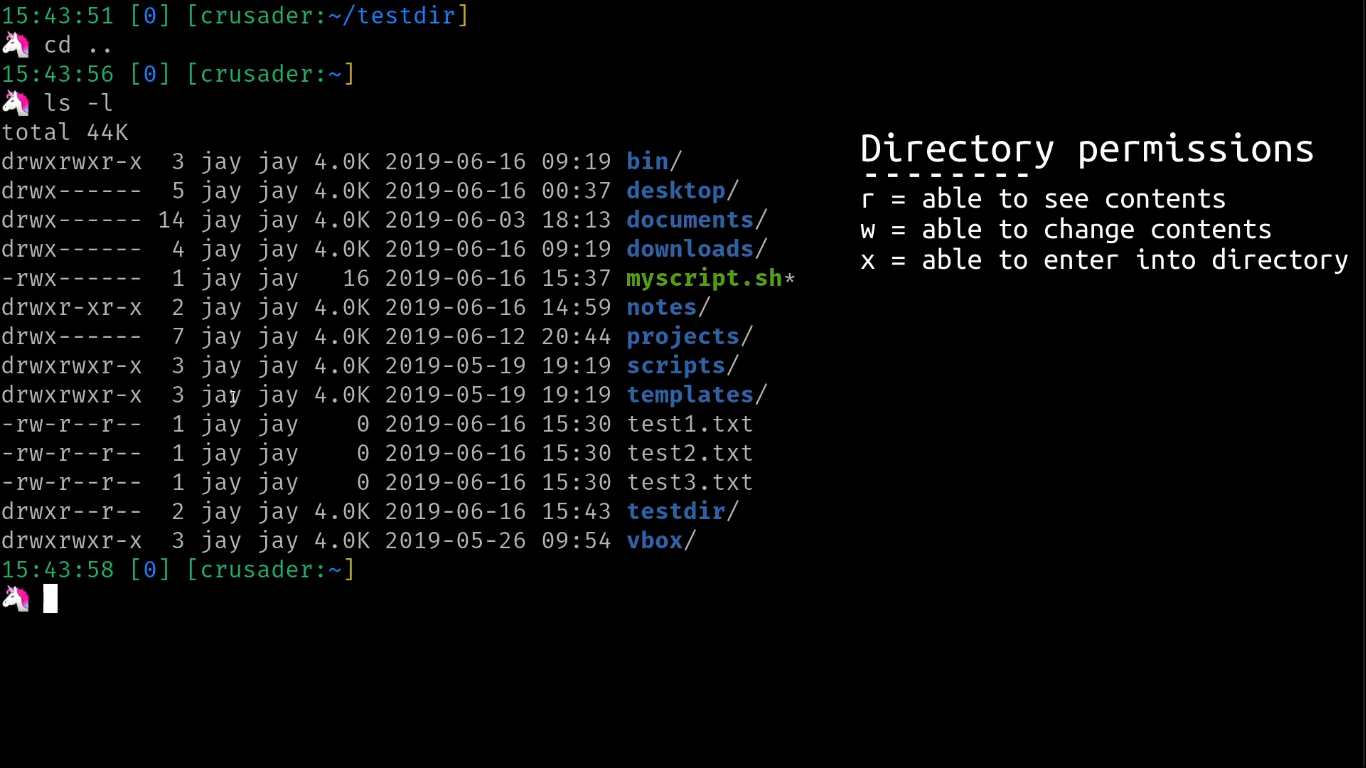 15:43:51 [0] [crusader:~/testdir]
🦄 cd ..
15:43:56 [0] [crusader:~]
🦄 ls -l
total 44K
drwxrwxr-x  3 jay jay 4.0K 2019-06-16 09:19 bin/
drwx------  5 jay jay 4.0K 2019-06-16 00:37 desktop/
drwx------ 14 jay jay 4.0K 2019-06-03 18:13 documents/
drwx------  4 jay jay 4.0K 2019-06-16 09:19 downloads/
-rwx------  1 jay jay   16 2019-06-16 15:37 myscript.sh*
drwxr-xr-x  2 jay jay 4.0K 2019-06-16 14:59 notes/
drwx------  7 jay jay 4.0K 2019-06-12 20:44 projects/
drwxrwxr-x  3 jay jay 4.0K 2019-05-19 19:19 scripts/
drwxrwxr-x  3 jay jay 4.0K 2019-05-19 19:19 templates/
-rw-r--r--  1 jay jay    0 2019-06-16 15:30 test1.txt
-rw-r--r--  1 jay jay    0 2019-06-16 15:30 test2.txt
-rw-r--r--  1 jay jay    0 2019-06-16 15:30 test3.txt
drwxr--r--  2 jay jay 4.0K 2019-06-16 15:43 testdir/
drwxrwxr-x  3 jay jay 4.0K 2019-05-26 09:54 vbox/
15:43:58 [0] [crusader:~]
🦄
Directory permissions
--------
r = able to see contents
w = able to change contents
x = able to enter into directory